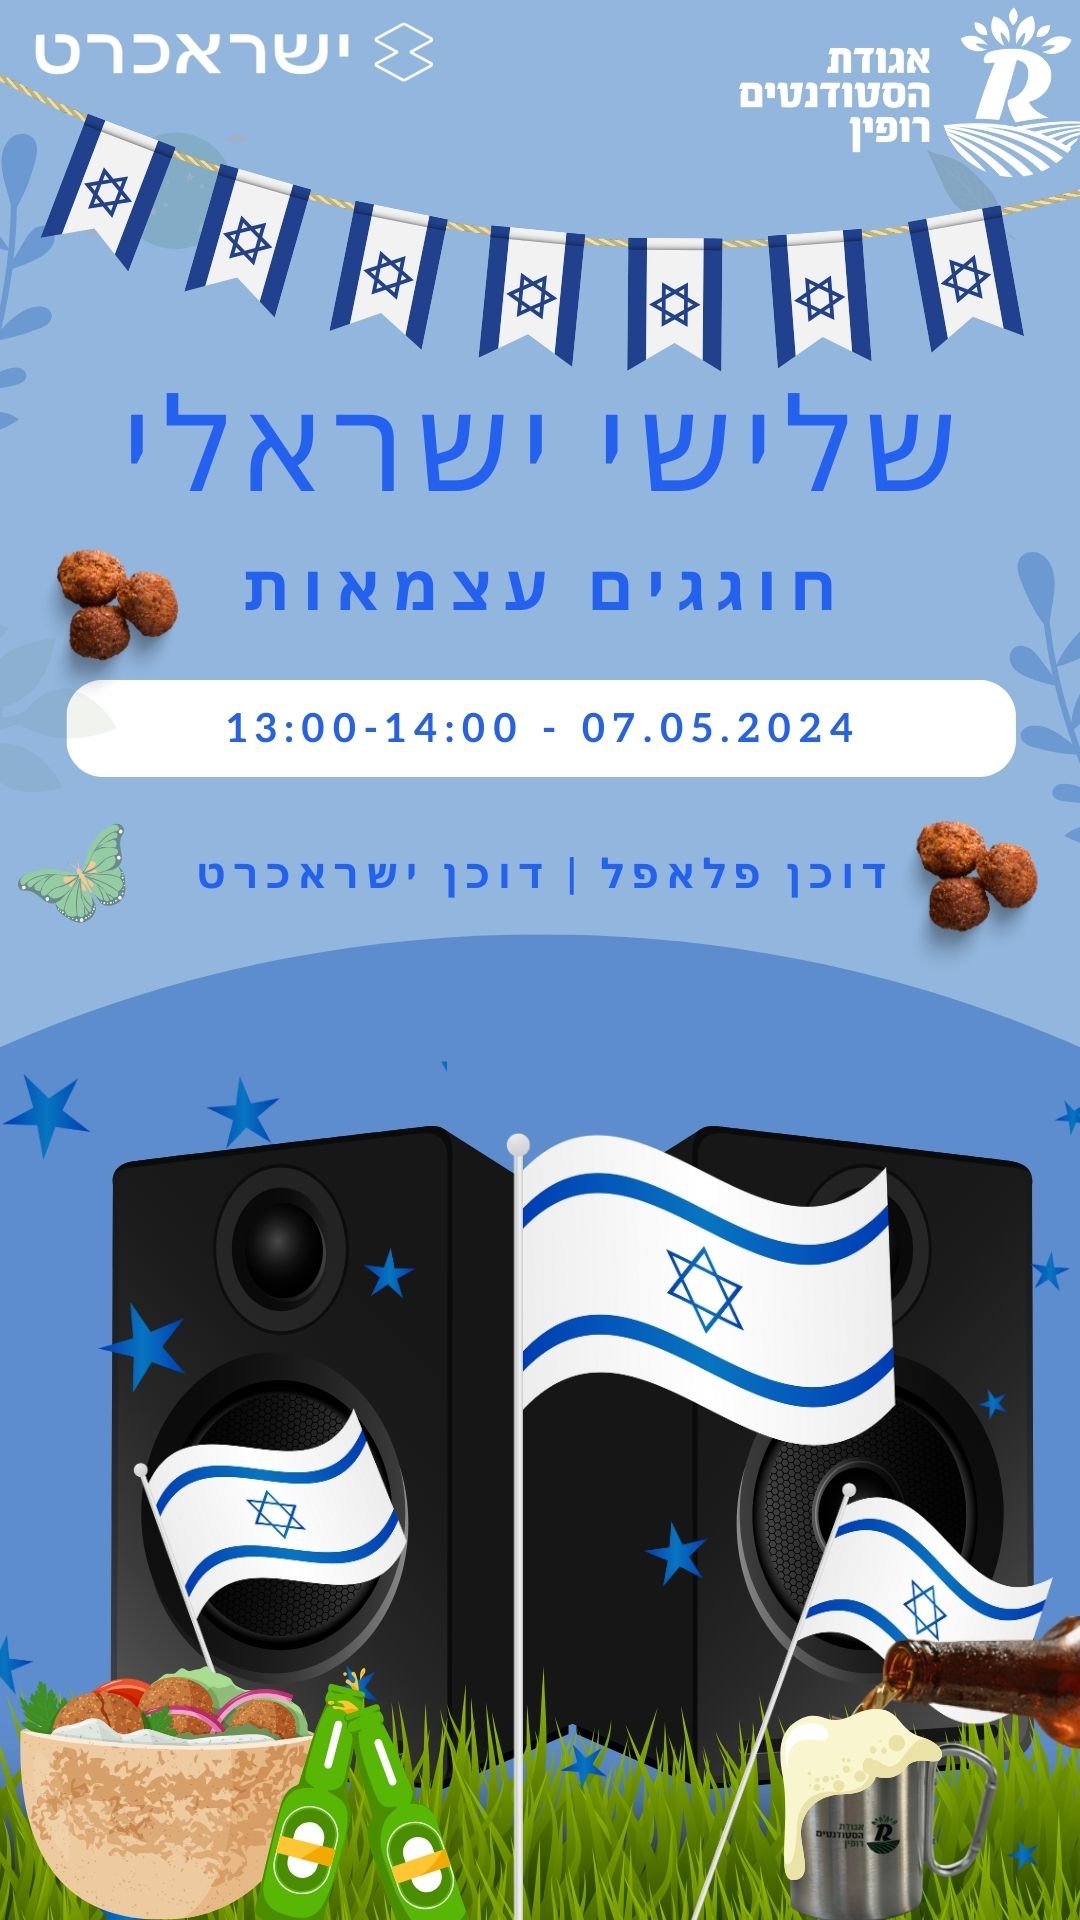 ישראכרט
אגודת
הסטודנטים
רופין
שלישי ישראלי
חוגגים עצמאות
13:00-14:00 - 07.05.2024
דוכן פלאפל | דוכן ישראכרט
אגודת
הסטודנטים
רופין